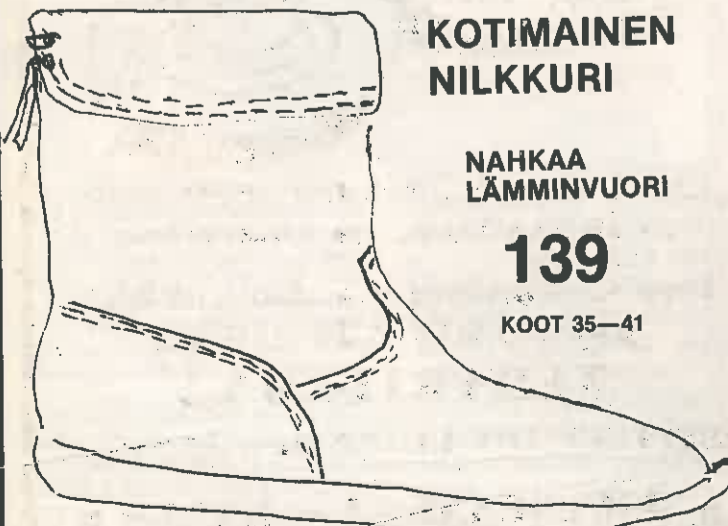 KOTIMAINEN
NILKKURI
NAHKAA
LÄMMINVUORI
139
KOOT 35—41